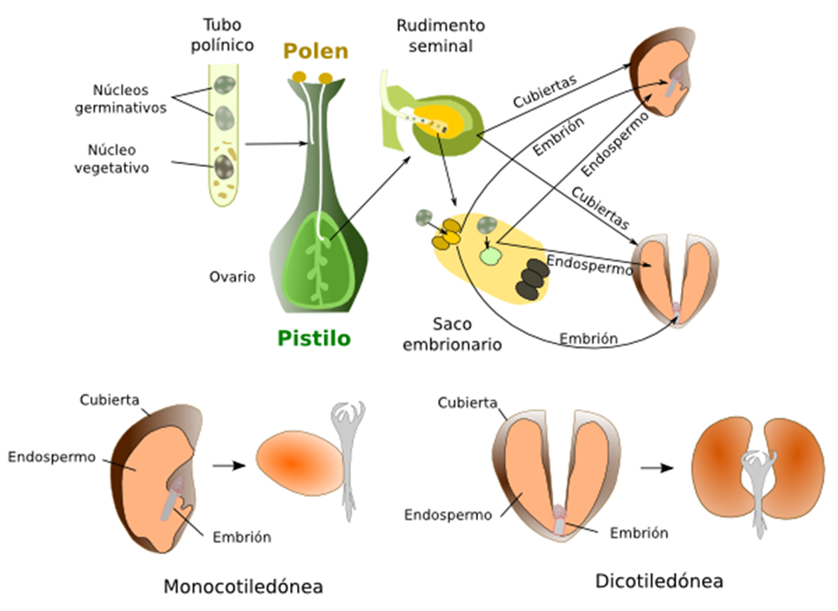 Tubo
polínico
Polen
Rudimento
seminal
Núcleos
germinativos
Núcleo
vegetativo
Cubiertas
Embrión
Endospermo
Cubiertas
Endospermo
Ovario
Saco
embrionario
Embrión
Pistilo
Cubierta
Endospermo
Embrión
Monocotiledónea
Cubierta
Endospermo
Embrión
Dicotiledónea